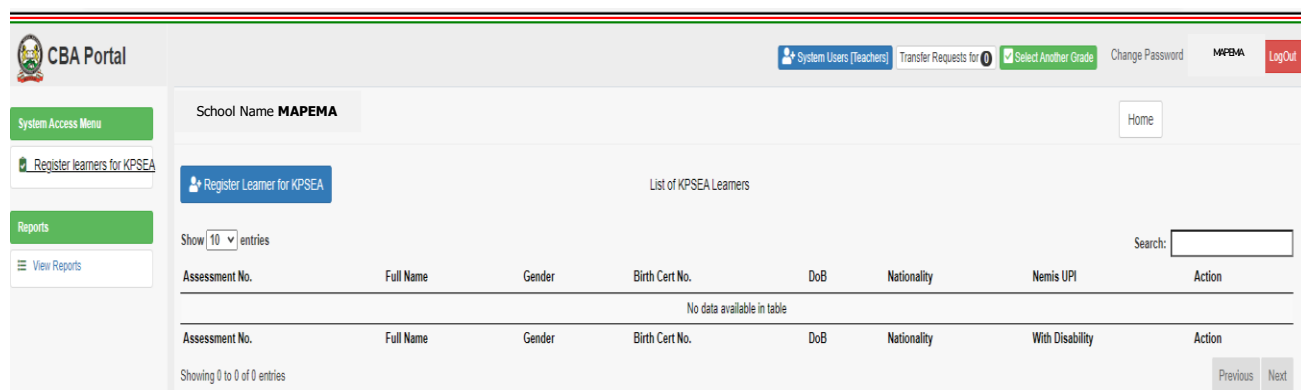 CBA Portal
System Users [Teachers] Transfer Requests for 0 Select Another Grade Change Password MAPEMA LogOut
System Access Menu
Register learners for KPSEA
Reports
View Reports
School Name MAPEMA
Home
Register Learner for KPSEA
List of KPSEA Learners
Show 10 entries
Search:
Assessment No. Full Name Gender Birth Cert No. DoB Nationality Nemis UPI Action
No data available in table
Assessment No. Full Name Gender Birth Cert No. DoB Nationality With Disability Action
Showing 0 to 0 of 0 entries
Previous Next